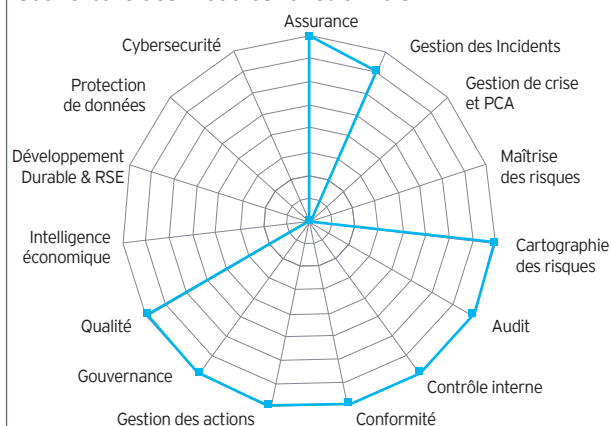 Assurance
Gestion des Incidents
Gestion de crise
et PCA
Maîtrise
des risques
Cartographie
des risques
Audit
Contrôle interne
Conformité
Gestion des actions
Gouvernance
Qualité
Intelligence
économique
Développement
Durable & RSE
Protection
de données
Cybersecurité